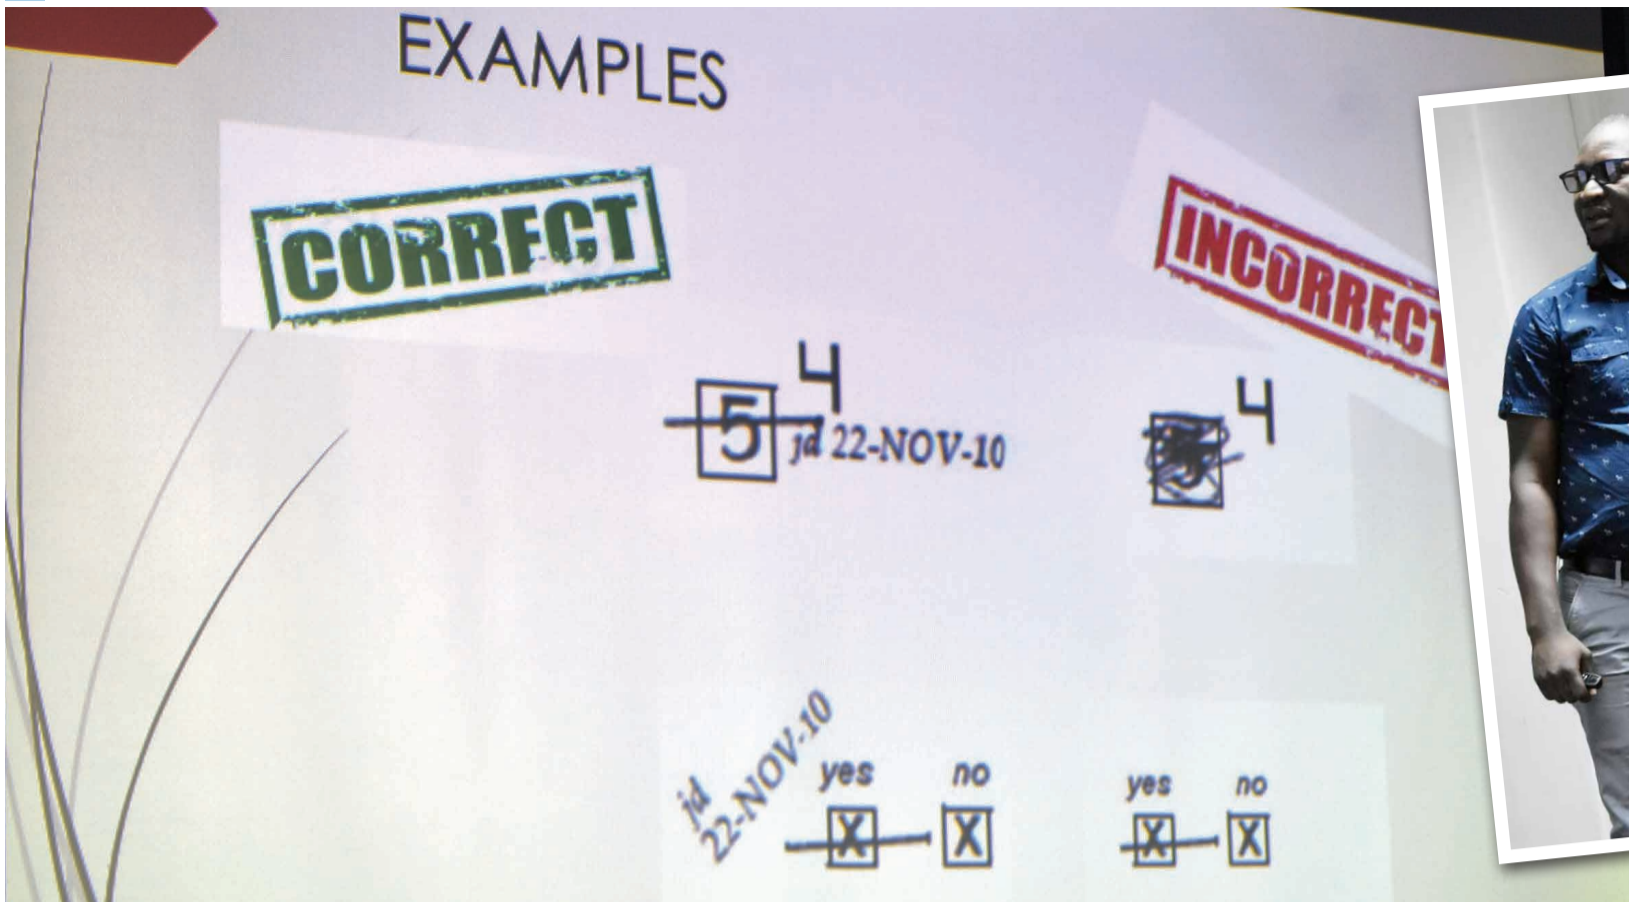 EXAMPLES
CORRECT
INCORRECT
4
5
jd 22-NOV-10
4
jd
22-NOV-10
yes no
X X
yes no
X X